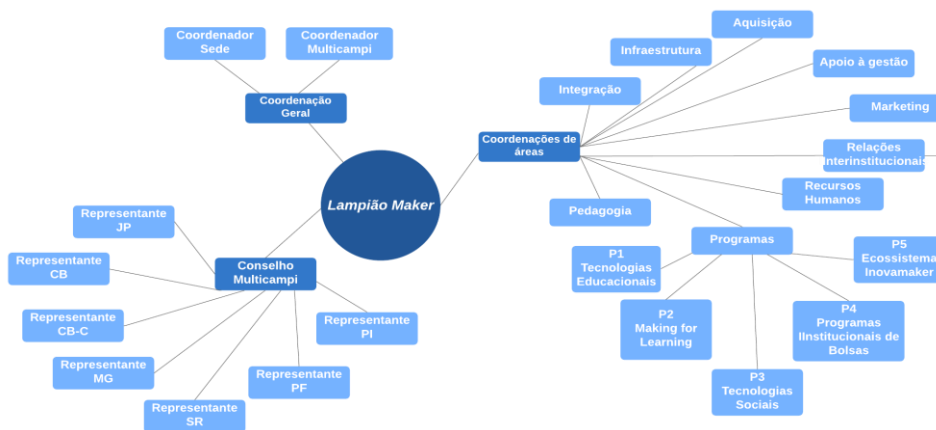 Coordenador
Sede
Coordenador
Multicampi
Coordenação
Geral
Lampião Maker
Coordenações de
áreas
Aquisição
Infraestrutura
Apoio à gestão
Integração
Marketing
Relações
Interinstitucionais
Recursos
Humanos
Pedagogia
Programas
P1
Tecnologias
Educacionais
P2
Making for
Learning
P3
Tecnologias
Sociais
P4
Programas
IInstitucionais de
Bolsas
P5
Ecossistema
Inovamaker
Conselho
Multicampi
Representante
JP
Representante
CB
Representante
CB-C
Representante
MG
Representante
SR
Representante
PF
Representante
PI